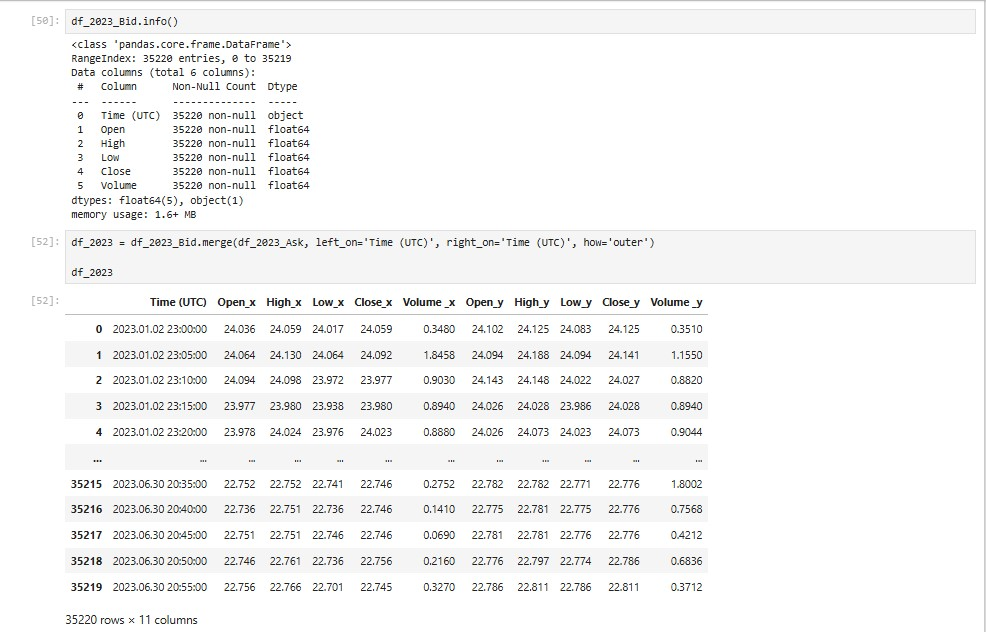 [50]: df_2023_Bid.info()
<class 'pandas.core.frame.DataFrame'>
RangeIndex: 35220 entries, 0 to 35219
Data columns (total 6 columns):
# Column Non-Null Count Dtype
--- ------ -------------- -----
0 Time (UTC) 35220 non-null object
1 Open 35220 non-null float64
2 High 35220 non-null float64
3 Low 35220 non-null float64
4 Close 35220 non-null float64
5 Volume 35220 non-null float64
dtypes: float64(5), object(1)
memory usage: 1.6+ MB
[52]: df_2023 = df_2023_Bid.merge(df_2023_Ask, left_on='Time (UTC)', right_on='Time (UTC)', how='outer')
df_2023
[52]: Time (UTC) Open_x High_x Low_x Close_x Volume _x Open_y High_y Low_y Close_y Volume _y
0 2023.01.02 23:00:00 24.036 24.059 24.017 24.059 0.3480 24.102 24.125 24.083 24.125 0.3510
1 2023.01.02 23:05:00 24.064 24.130 24.064 24.092 1.8458 24.094 24.188 24.094 24.141 1.1550
2 2023.01.02 23:10:00 24.094 24.098 23.972 23.977 0.9030 24.143 24.148 24.022 24.027 0.8820
3 2023.01.02 23:15:00 23.977 23.980 23.938 23.980 0.8940 24.026 24.028 23.986 24.028 0.8940
4 2023.01.02 23:20:00 23.978 24.024 23.976 24.023 0.8880 24.026 24.073 24.023 24.073 0.9044
... ... ... ... ... ... ... ... ... ... ... ...
35215 2023.06.30 20:35:00 22.752 22.752 22.741 22.746 0.2752 22.782 22.782 22.771 22.776 1.8002
35216 2023.06.30 20:40:00 22.736 22.751 22.736 22.746 0.1410 22.775 22.781 22.775 22.776 0.7568
35217 2023.06.30 20:45:00 22.751 22.751 22.746 22.746 0.0690 22.781 22.781 22.776 22.776 0.4212
35218 2023.06.30 20:50:00 22.746 22.761 22.736 22.756 0.2160 22.776 22.797 22.774 22.786 0.6836
35219 2023.06.30 20:55:00 22.756 22.766 22.701 22.745 0.3270 22.786 22.811 22.786 22.811 0.3712
35220 rows × 11 columns